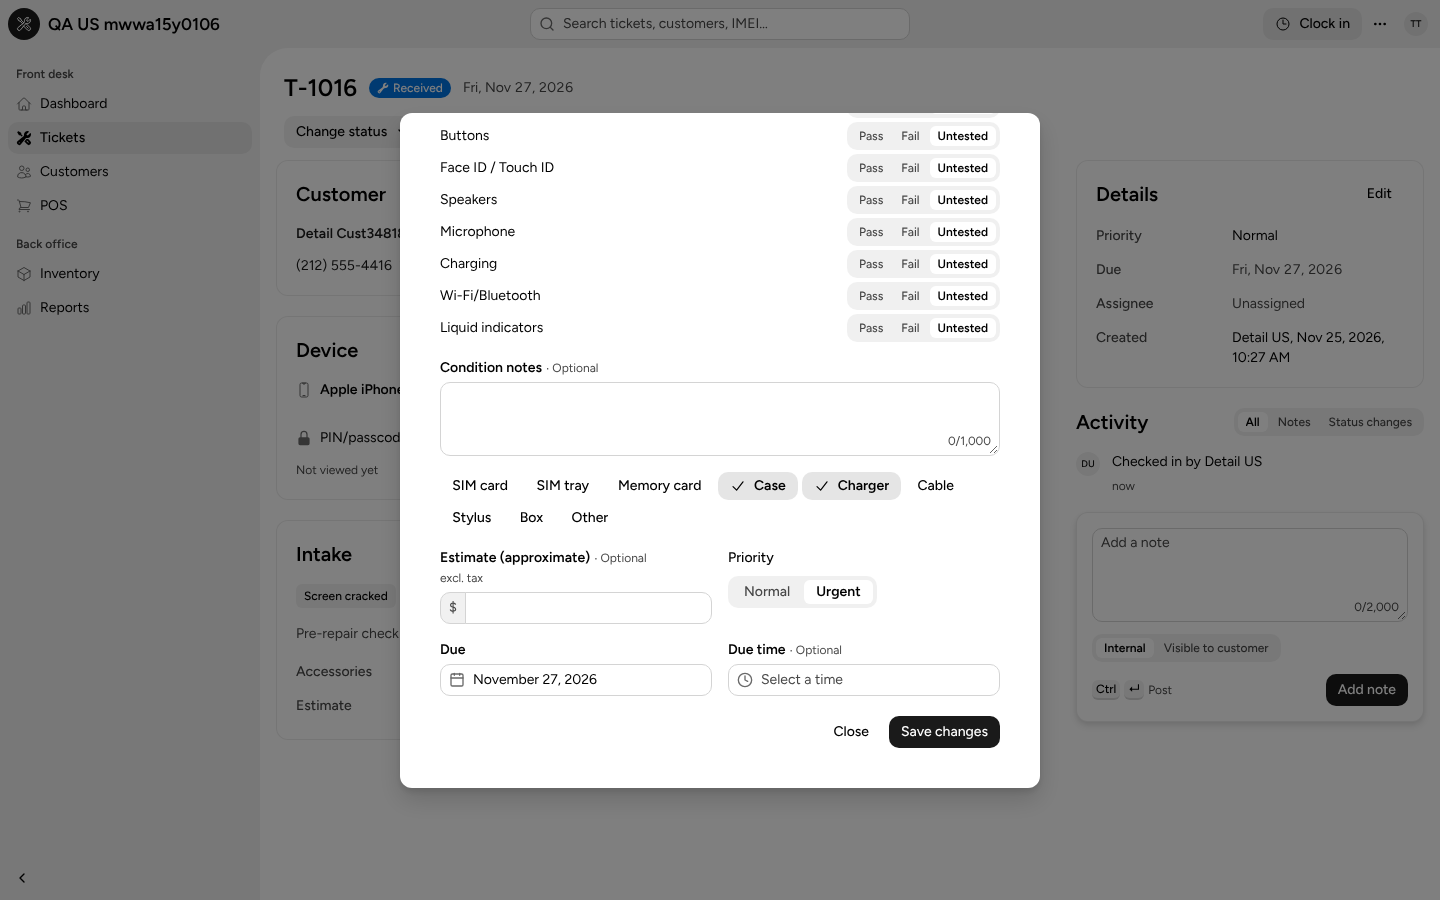 QA US mwwa15y0106
Search tickets, customers, IMEI...
Clock in
TT
Front desk
Dashboard
Tickets
Customers
POS
Back office
Inventory
Reports
T-1016
Received
Fri, Nov 27, 2026
Change status
Customer
Detail
(212) 555-4416
Device
Apple
Not viewed yet
Intake
Screen cracked
Pre-repair check
Accessories
Estimate
Buttons
Pass Fail Untested
Face ID / Touch ID
Pass Fail Untested
Speakers
Pass Fail Untested
Microphone
Pass Fail Untested
Charging
Pass Fail Untested
Wi-Fi/Bluetooth
Pass Fail Untested
Liquid indicators
Pass Fail Untested
Condition notes · Optional
0/1,000
SIM card SIM tray Memory card Case Charger Cable
Stylus Box Other
Estimate (approximate) · Optional
excl. tax
$
Priority
Normal Urgent
Due
November 27, 2026
Due time · Optional
Select a time
Close Save changes
Details
Edit
Priority Normal
Due Fri, Nov 27, 2026
Assignee Unassigned
Created Detail US, Nov 25, 2026,
10:27 AM
Activity
All Notes Status changes
DU
Checked in by Detail US
now
Add a note
0/2,000
Internal Visible to customer
Ctrl ↵ Post
Add note